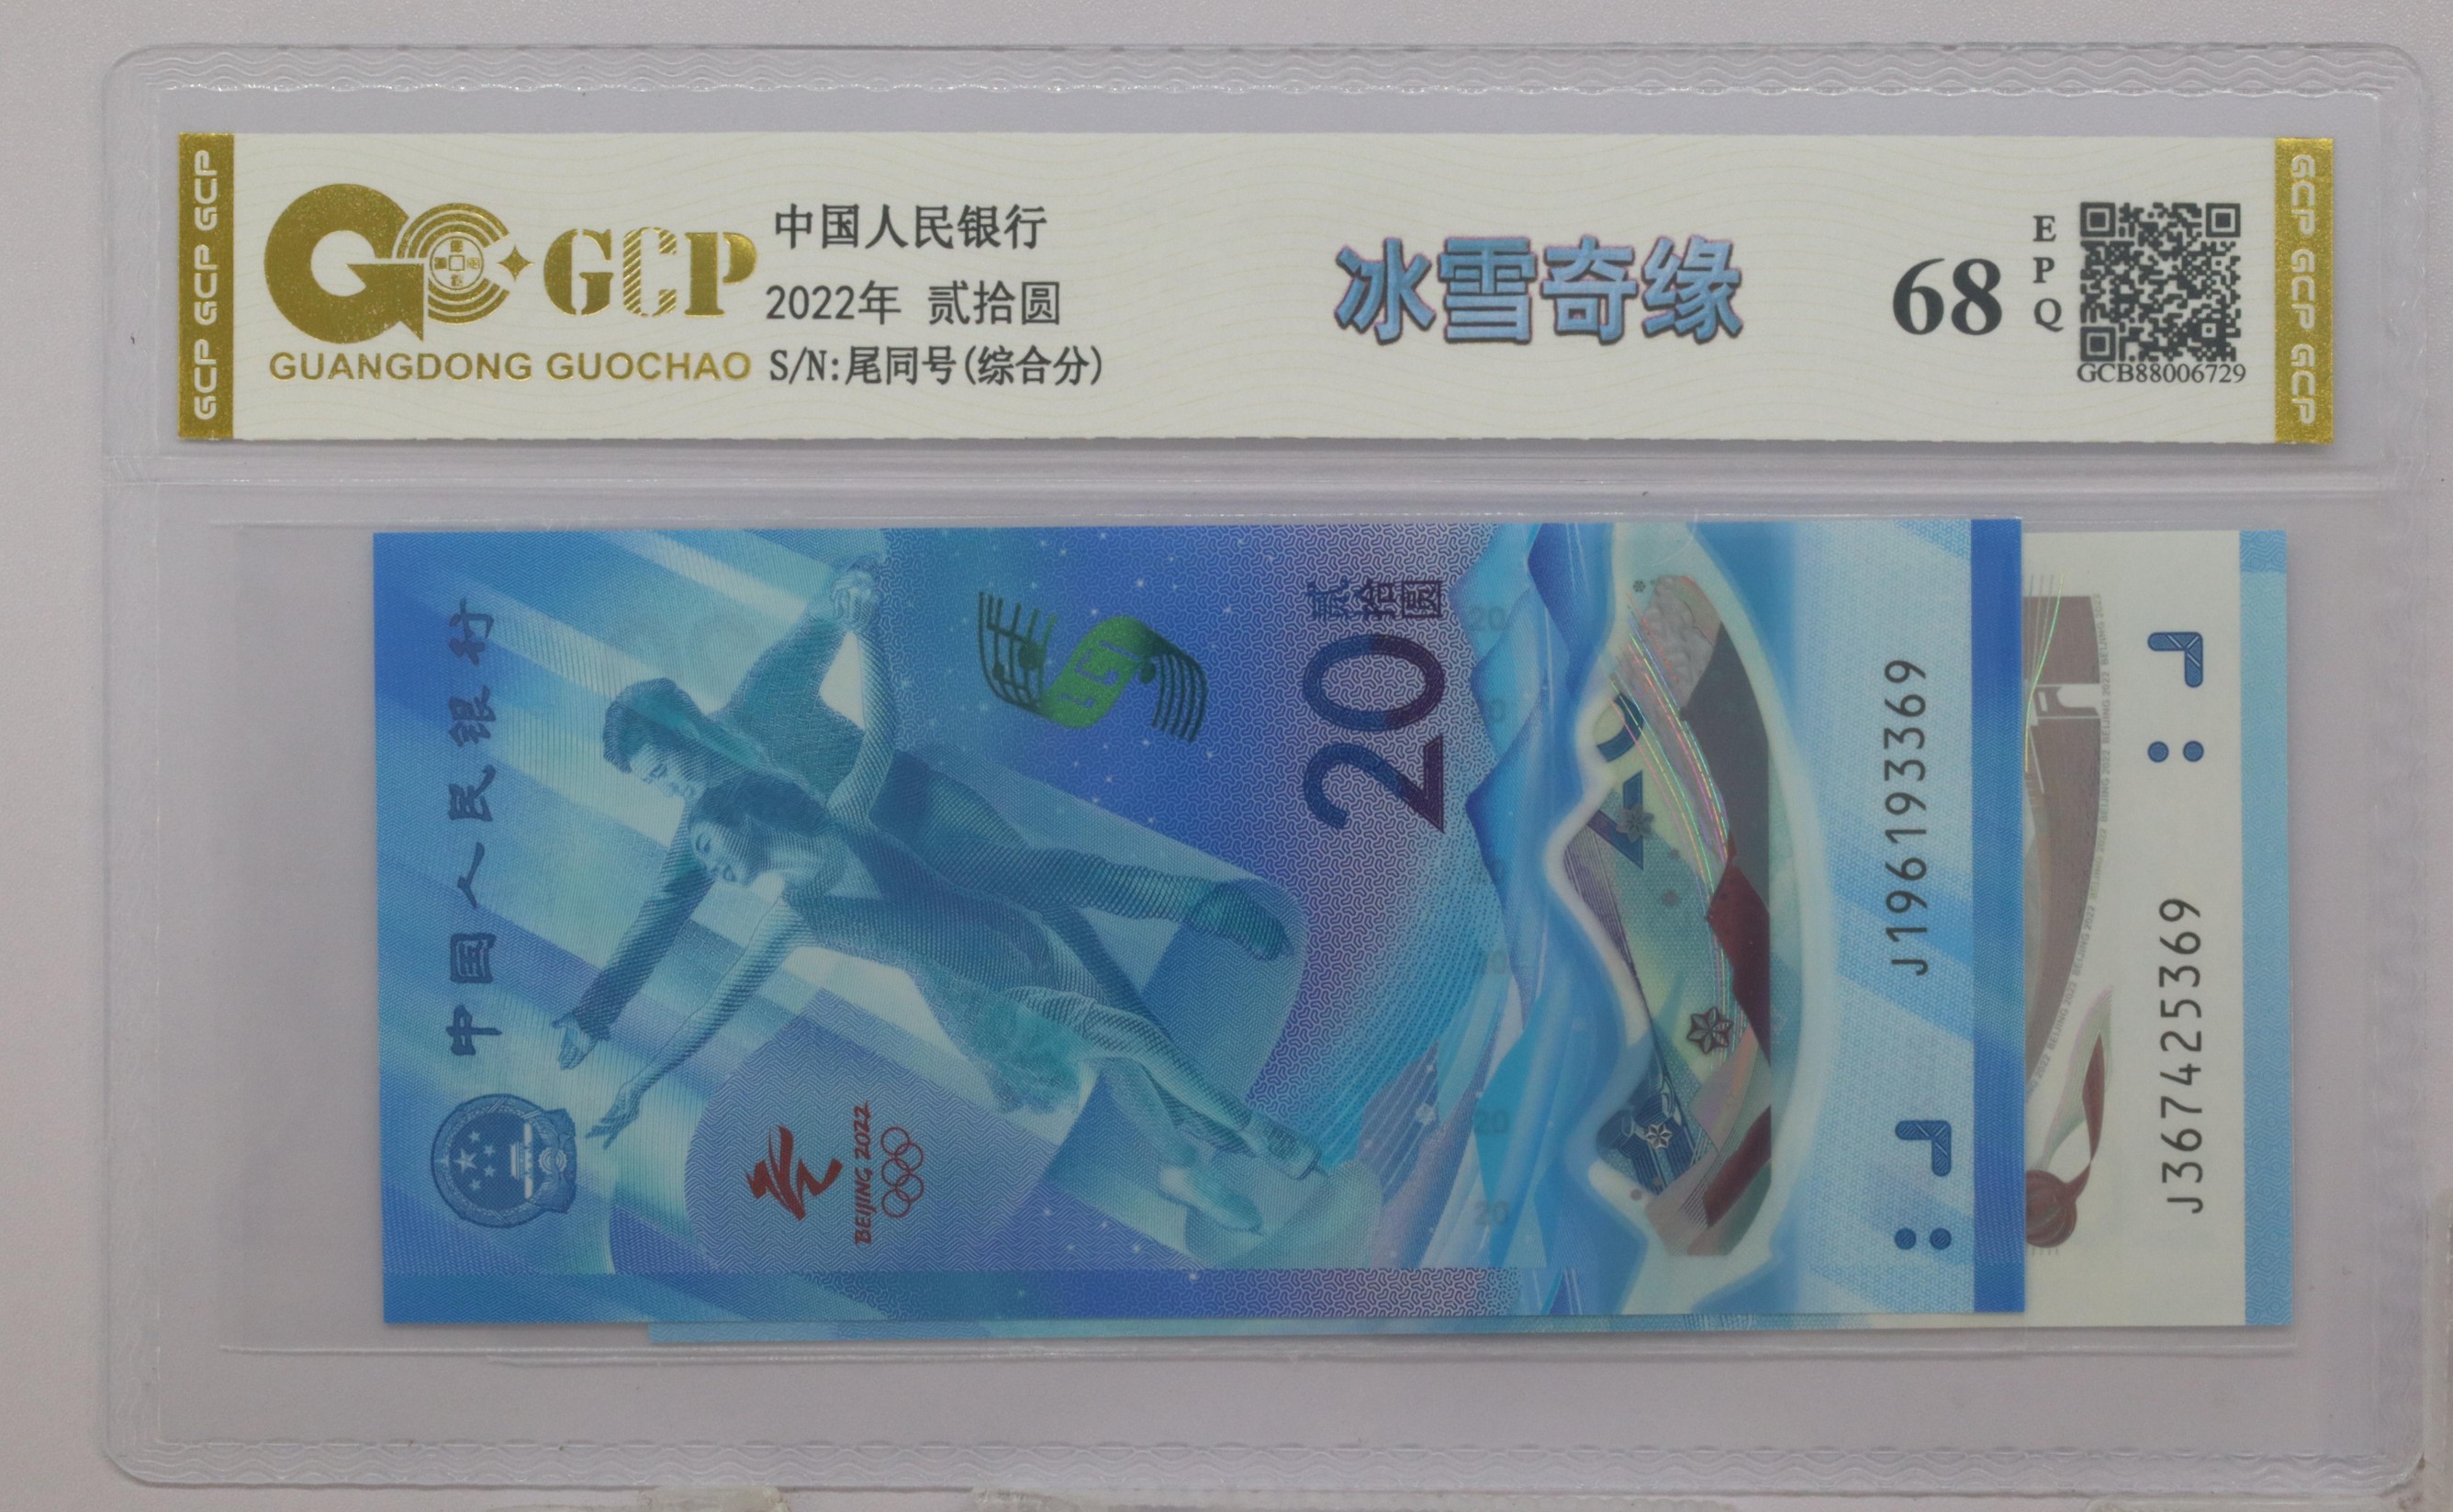 GCP GCP GCP
GCP
GUANGDONG GUOCHAO
中国人民银行
2022年 贰拾圆
S/N:尾同号(综合分)
冰雪奇缘
68
EPQ
GCB88006729
GCP GCP GCP
中国人民银行
BEIJING 2022
贰拾圆
20
J196193369
J367425369